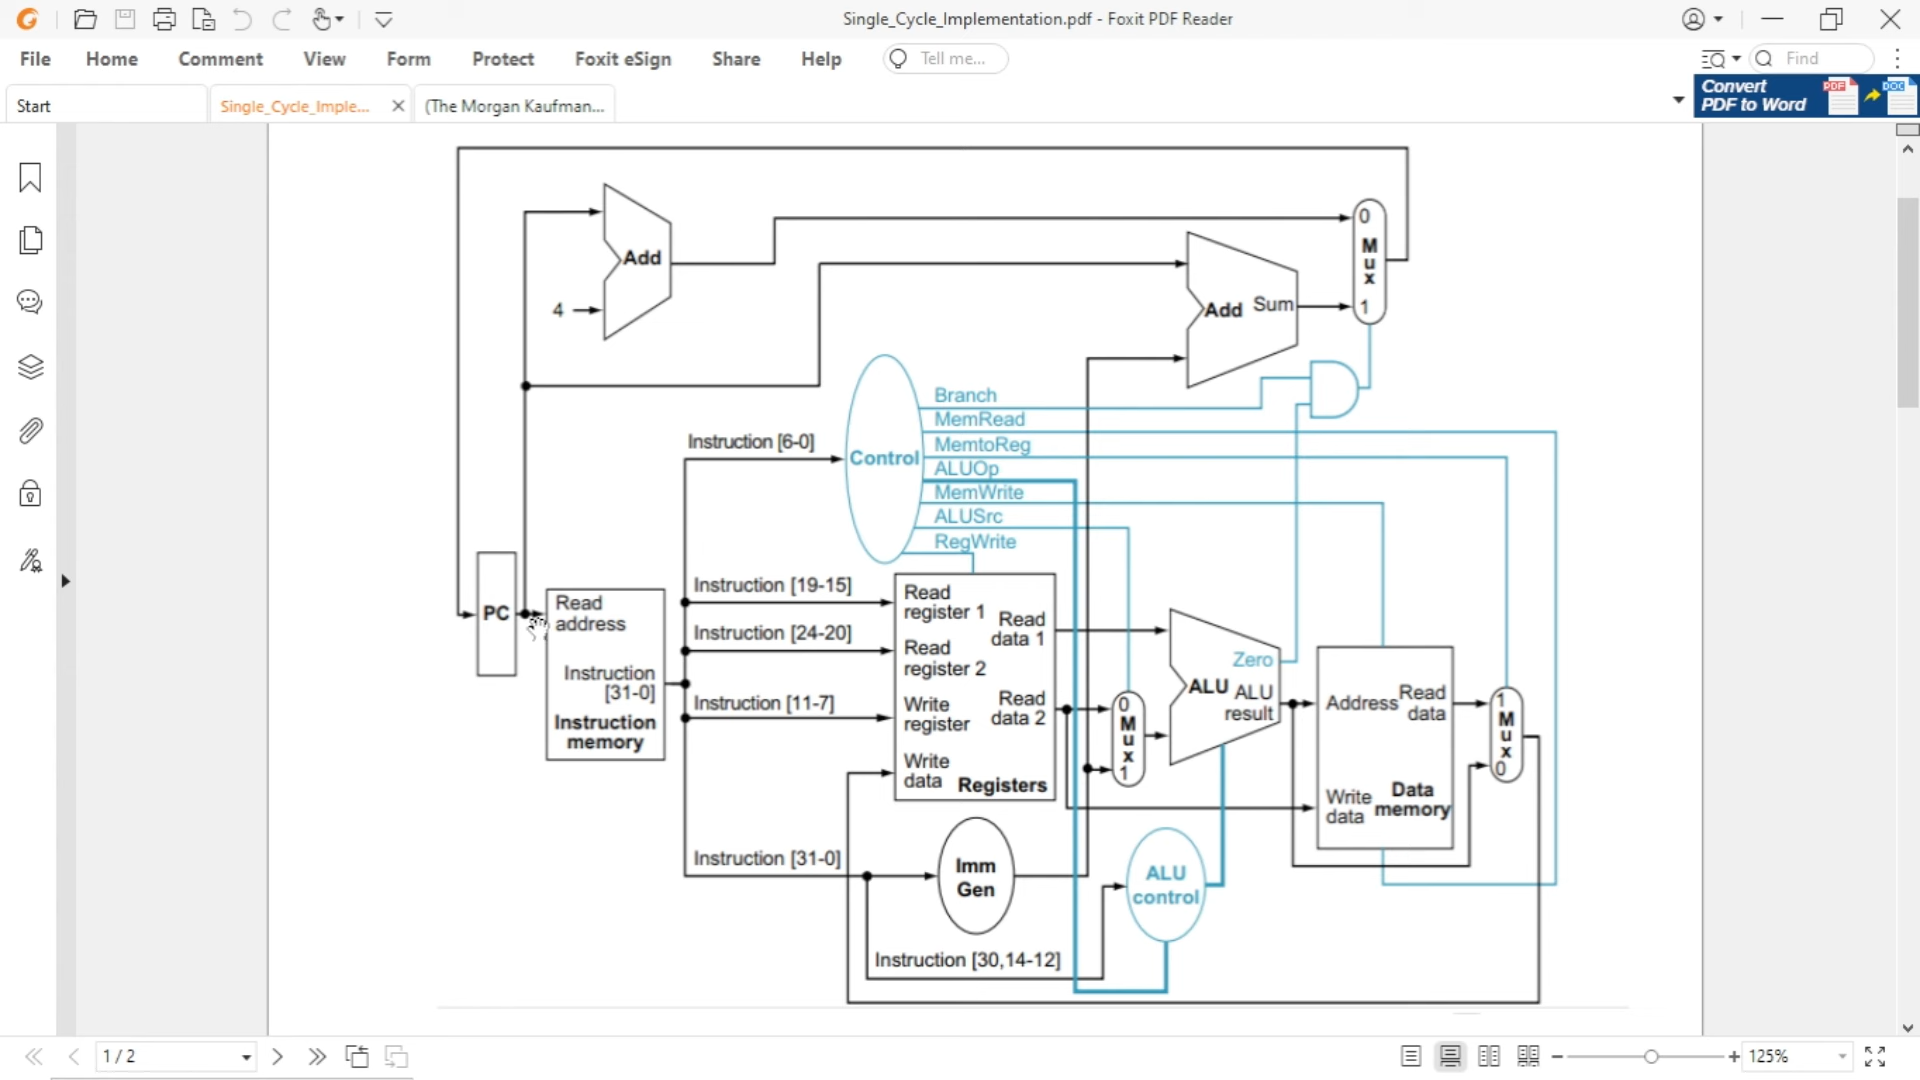 Single_Cycle_Implementation.pdf - Foxit PDF Reader
File Home Comment View Form Protect Foxit eSign Share Help Tell me... Find
Start
Single_Cycle_Imple...
(The Morgan Kaufman...
Convert
PDF to Word
PDF
DOC
Add
4
0
M
u
x
1
Add Sum
Branch
MemRead
MemtoReg
ALUOp
MemWrite
ALUSrc
RegWrite
Control
Instruction [6-0]
PC
Read
address
Instruction
[31-0]
Instruction
memory
Instruction [19-15]
Instruction [24-20]
Instruction [11-7]
Instruction [31-0]
Read
register 1
Read
data 1
Read
register 2
Write
register
Read
data 2
Write
data
Registers
0
M
u
x
1
Zero
ALU
ALU
result
Address
Read
data
Write
data
Data
memory
1
M
u
x
0
Imm
Gen
ALU
control
Instruction [30,14-12]
1 / 2
125%